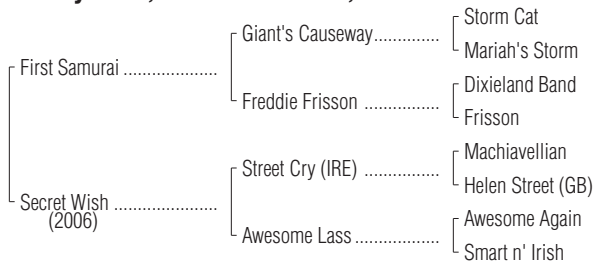 Storm Cat
Giant's Causeway...............
Mariah's Storm
First Samurai ....................
Dixieland Band
Freddie Frisson ................
Frisson
Machiavellian
Street Cry (IRE) ................
Helen Street (GB)
Secret Wish ......................
(2006)
Awesome Again
Awesome Lass..................
Smart n' Irish